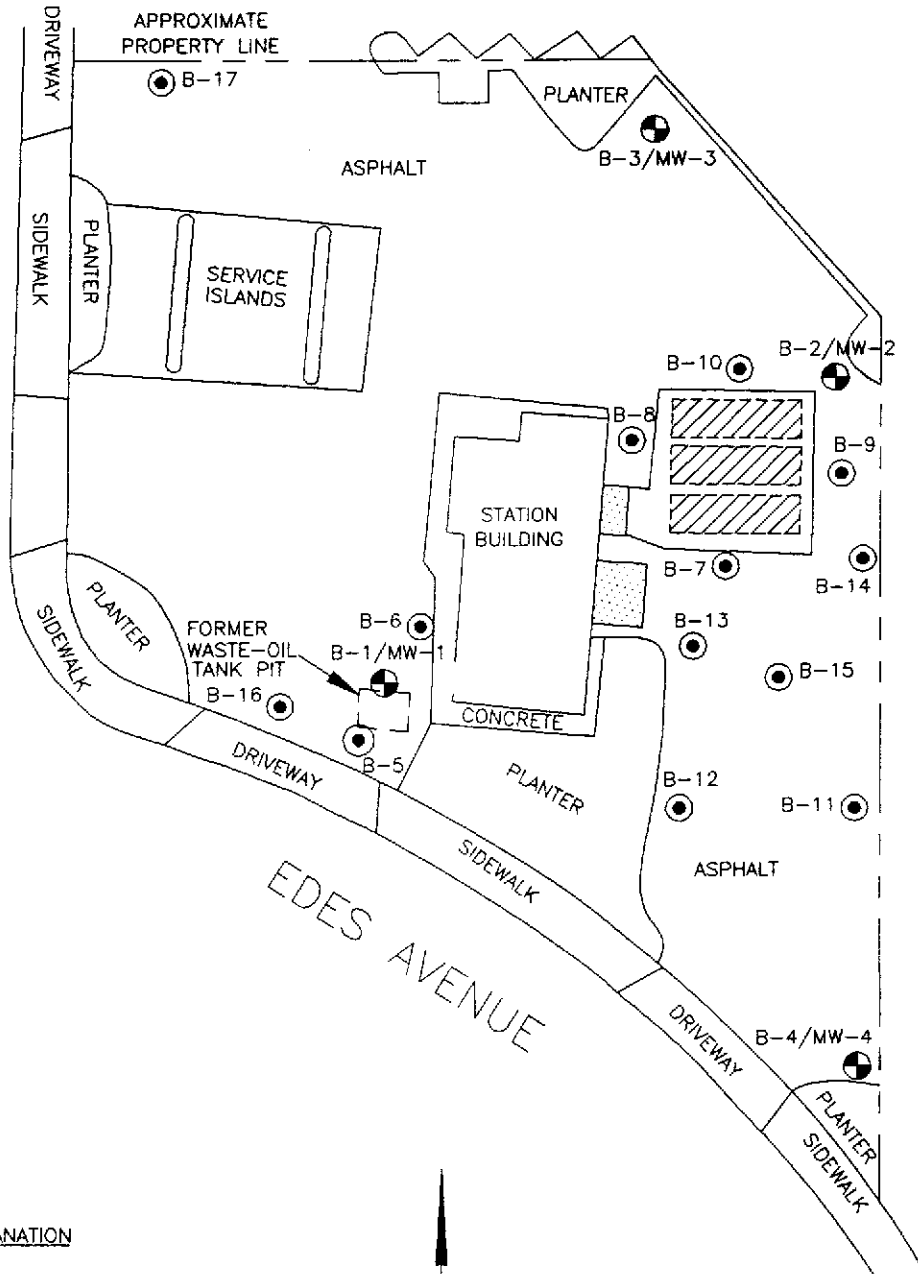 DRIVEWAY
APPROXIMATE
PROPERTY LINE
B-17
PLANTER
B-3/MW-3
ASPHALT
SIDEWALK
PLANTER
SERVICE
ISLANDS
B-10
B-2/MW-2
B-8
B-9
STATION
BUILDING
B-7
B-14
PLANTER
SIDEWALK
FORMER
WASTE-OIL
TANK PIT
B-6
B-1/MW-1
B-13
B-15
B-16
CONCRETE
B-5
DRIVEWAY
PLANTER
B-12
B-11
SIDEWALK
ASPHALT
EDES AVENUE
DRIVEWAY
B-4/MW-4
PLANTER
SIDEWALK
ANATION